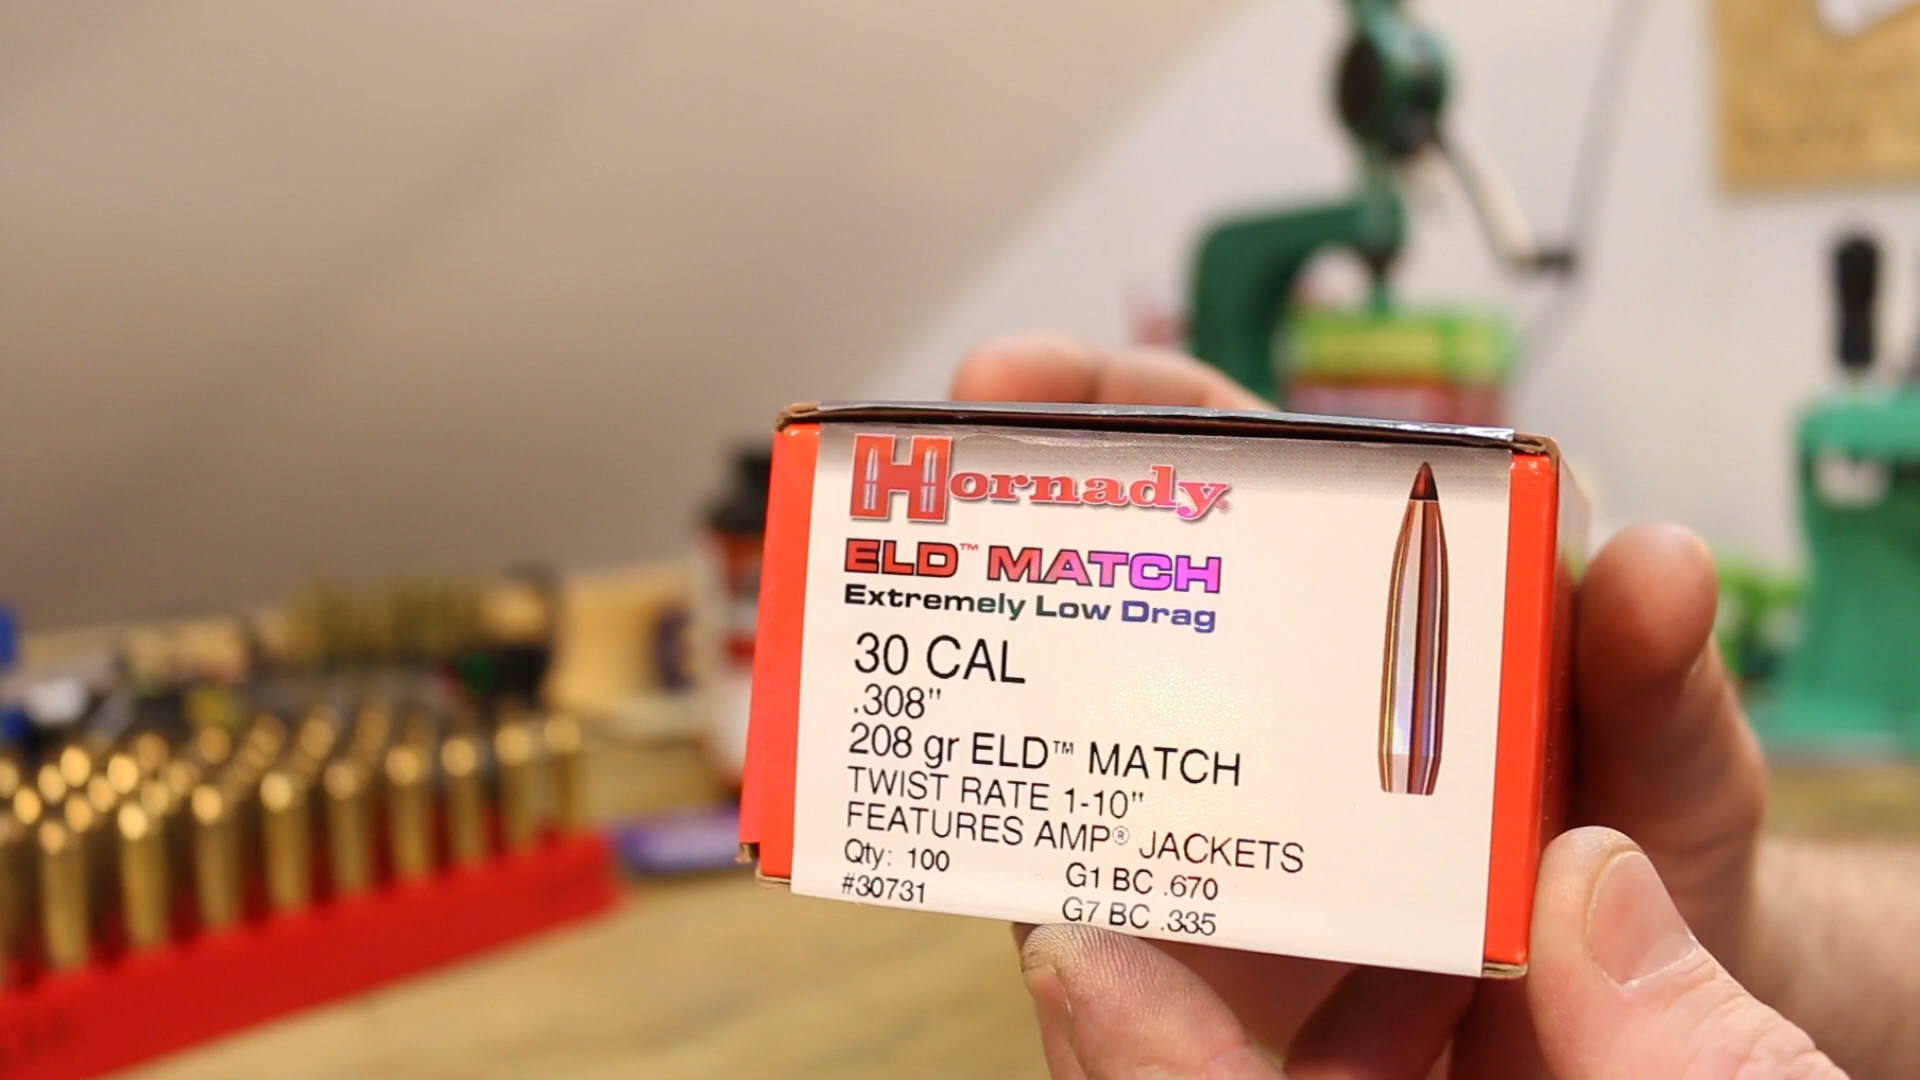 Hornady
ELD™ MATCH
Extremely Low Drag
30 CAL
.308"
208 gr ELD™ MATCH
TWIST RATE 1-10"
FEATURES AMP® JACKETS
Qty: 100
G1 BC .670
#30731
G7 BC .335